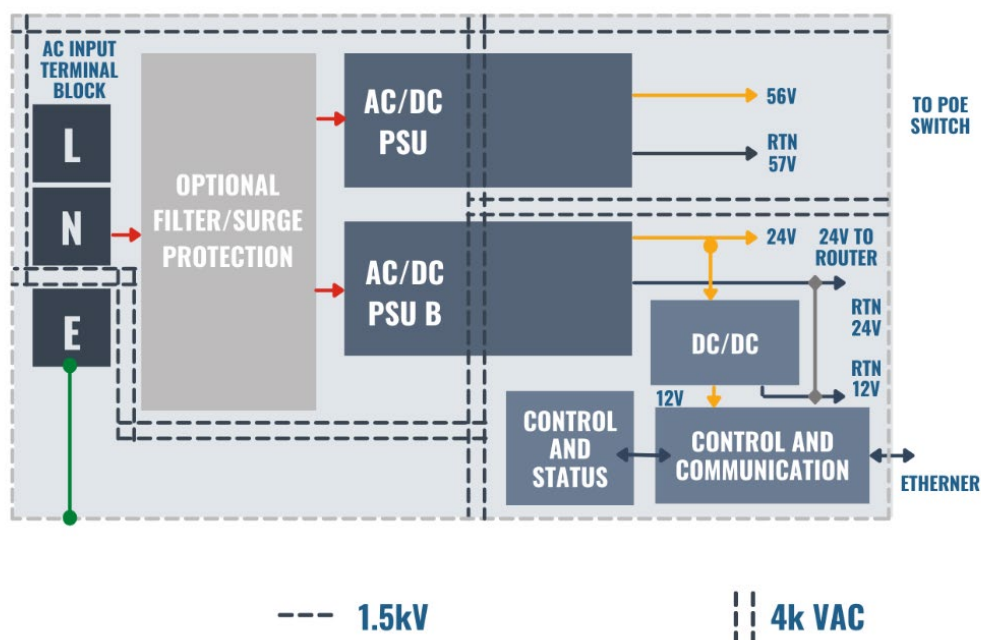 AC INPUT
TERMINAL
BLOCK
L
N
E
OPTIONAL
FILTER/SURGE
PROTECTION
AC/DC
PSU
AC/DC
PSU B
56V
RTN
57V
TO POE
SWITCH
24V
24V TO
ROUTER
RTN
24V
DC/DC
RTN
12V
12V
CONTROL
AND
STATUS
CONTROL AND
COMMUNICATION
ETHERNER
1.5kV
4k VAC